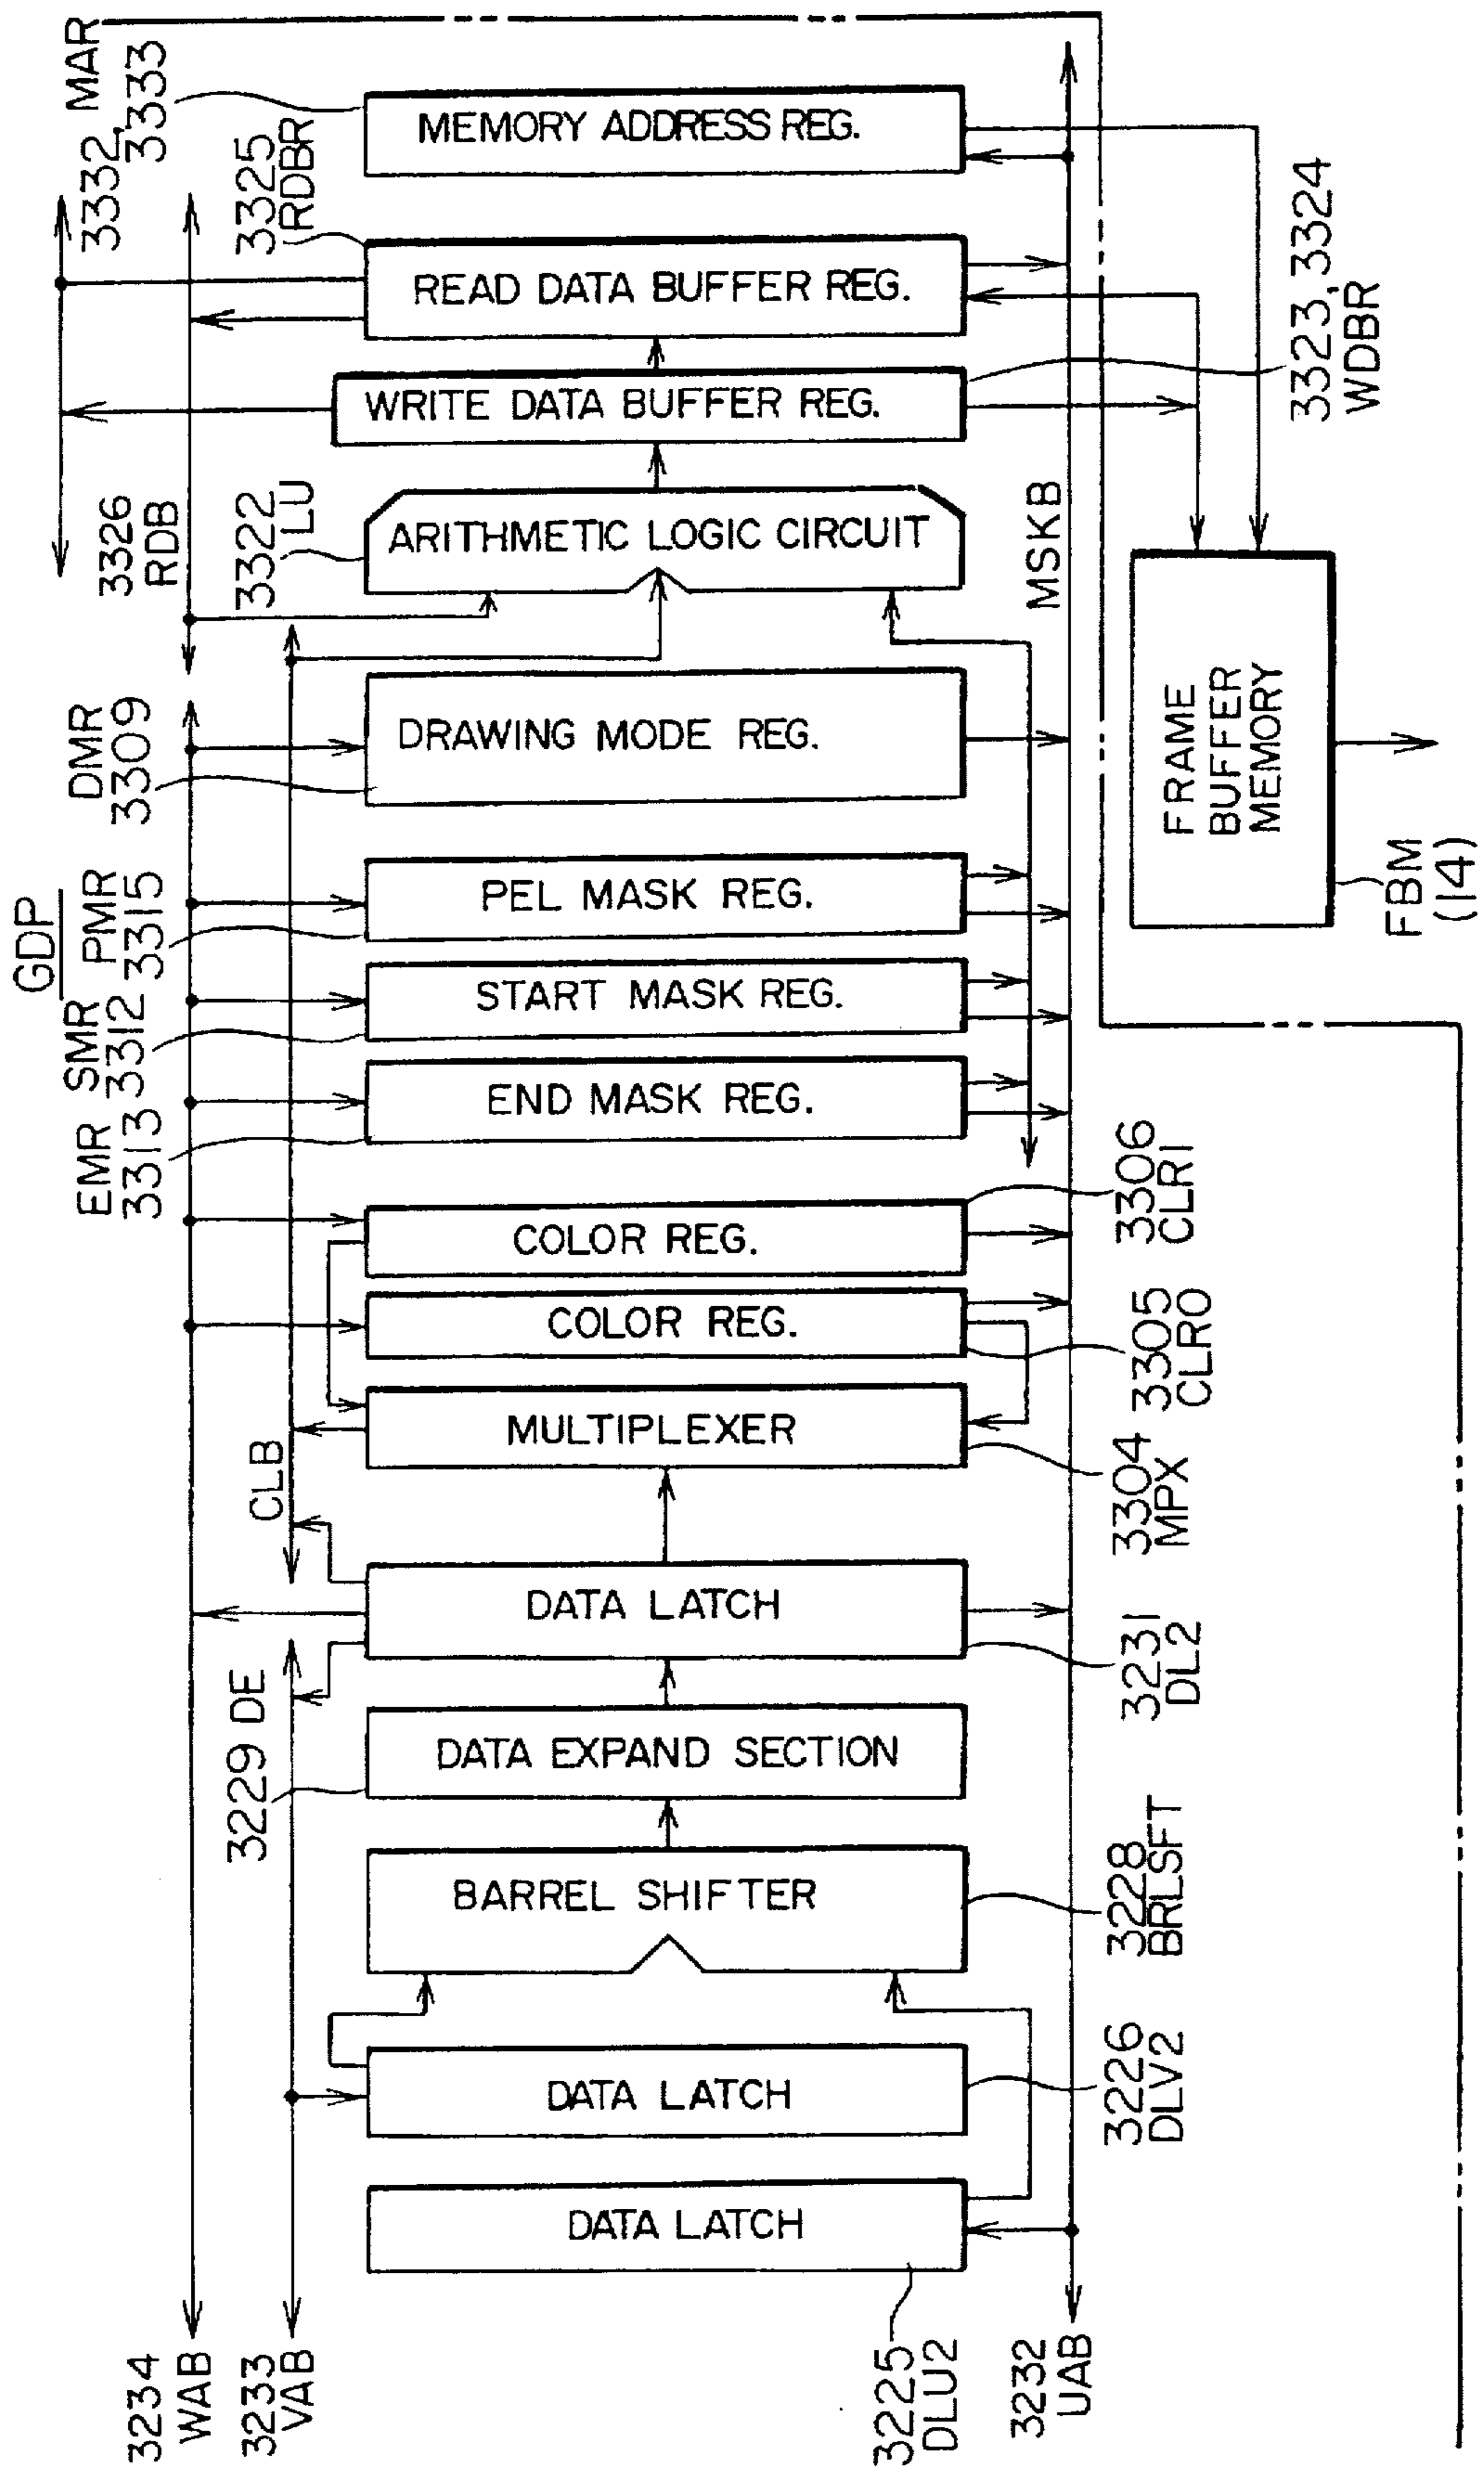 3332, MAR
3333
MEMORY ADDRESS REG.
3325
RDBR
READ DATA BUFFER REG.
WRITE DATA BUFFER REG.
3323, 3324
WDBR
3326
RDB
3322
LU
ARITHMETIC LOGIC CIRCUIT
MSKB
FRAME
BUFFER
MEMORY
FBM
(14)
DMR
3309
DRAWING MODE REG.
GDP
PMR
3315
PEL MASK REG.
SMR
3312
START MASK REG.
EMR
3313
END MASK REG.
COLOR REG.
3306
CLR1
COLOR REG.
3305
CLR0
MULTIPLEXER
3304
MPX
CLB
DATA LATCH
3231
DL2
3229 DE
DATA EXPAND SECTION
BARREL SHIFTER
3228
BRLSFT
DATA LATCH
3226
DLV2
DATA LATCH
3225
DLU2
3234
WAB
3233
VAB
3232
UAB